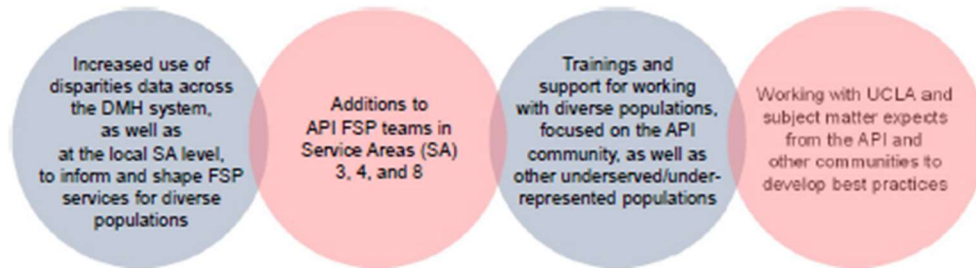 Increased use of
disparities data across
the DMH system,
as well as
at the local SA level,
to inform and shape FSP
services for diverse
populations
Additions to
API FSP teams in
Service Areas (SA)
3, 4, and 8
Trainings and
support for working
with diverse populations,
focused on the API
community, as well as
other underserved/under-
represented populations
Working with UCLA and
subject matter expects
from the API and
other communities to
develop best practices